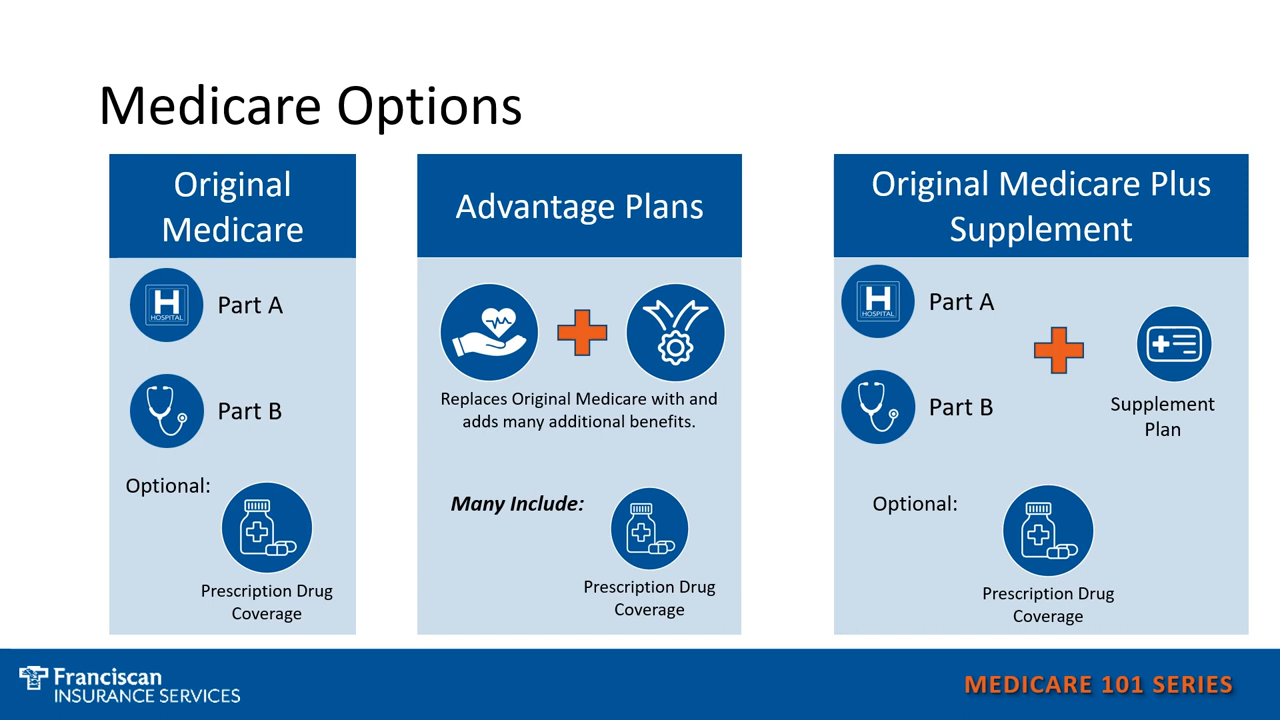 Medicare Options
Original
Medicare
H
HOSPITAL
Part A
Part B
Optional:
Prescription Drug
Coverage
Advantage Plans
Replaces Original Medicare with and
adds many additional benefits.
Many Include:
Prescription Drug
Coverage
Original Medicare Plus
Supplement
H
HOSPITAL
Part A
Part B
Supplement
Plan
Optional:
Prescription Drug
Coverage
Franciscan
INSURANCE SERVICES
MEDICARE 101 SERIES